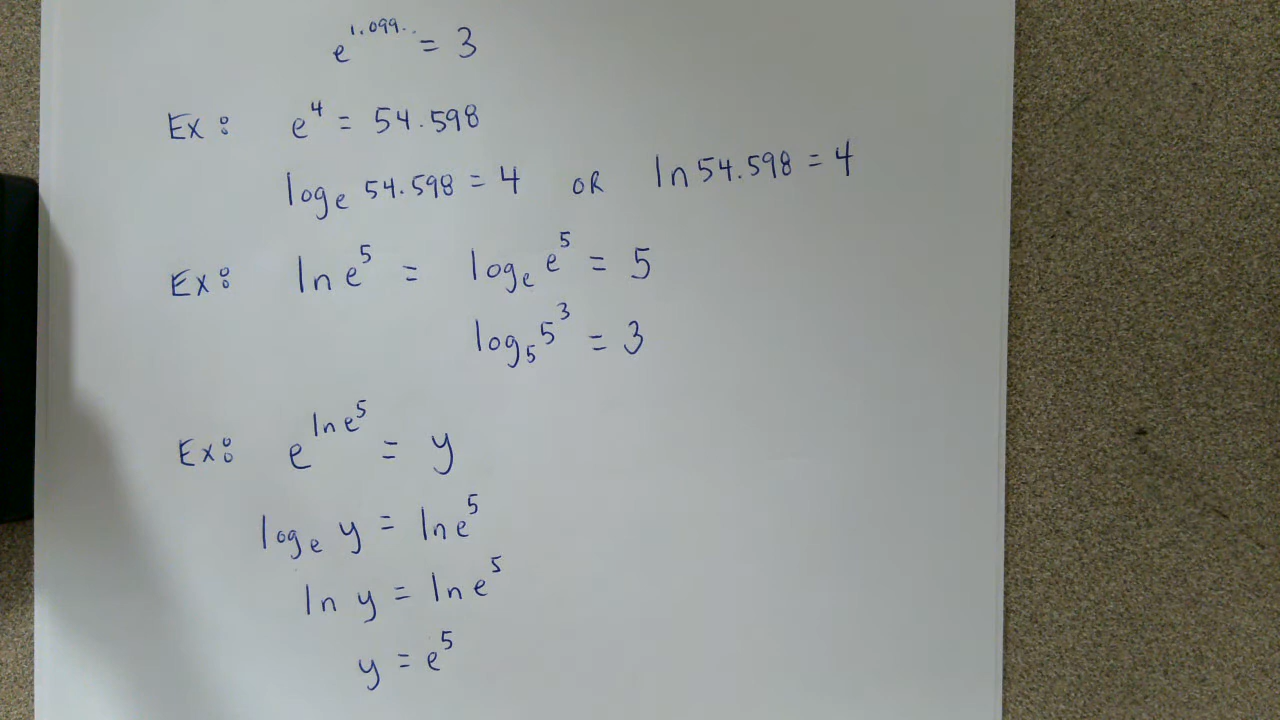 e^1.099.. = 3
Ex: e^4 = 54.598
log_e 54.598 = 4 OR ln 54.598 = 4
Ex: ln e^5 = log_e e^5 = 5
log_5 5^3 = 3
Ex: e^(ln e^5) = y
log_e y = ln e^5
ln y = ln e^5
y = e^5